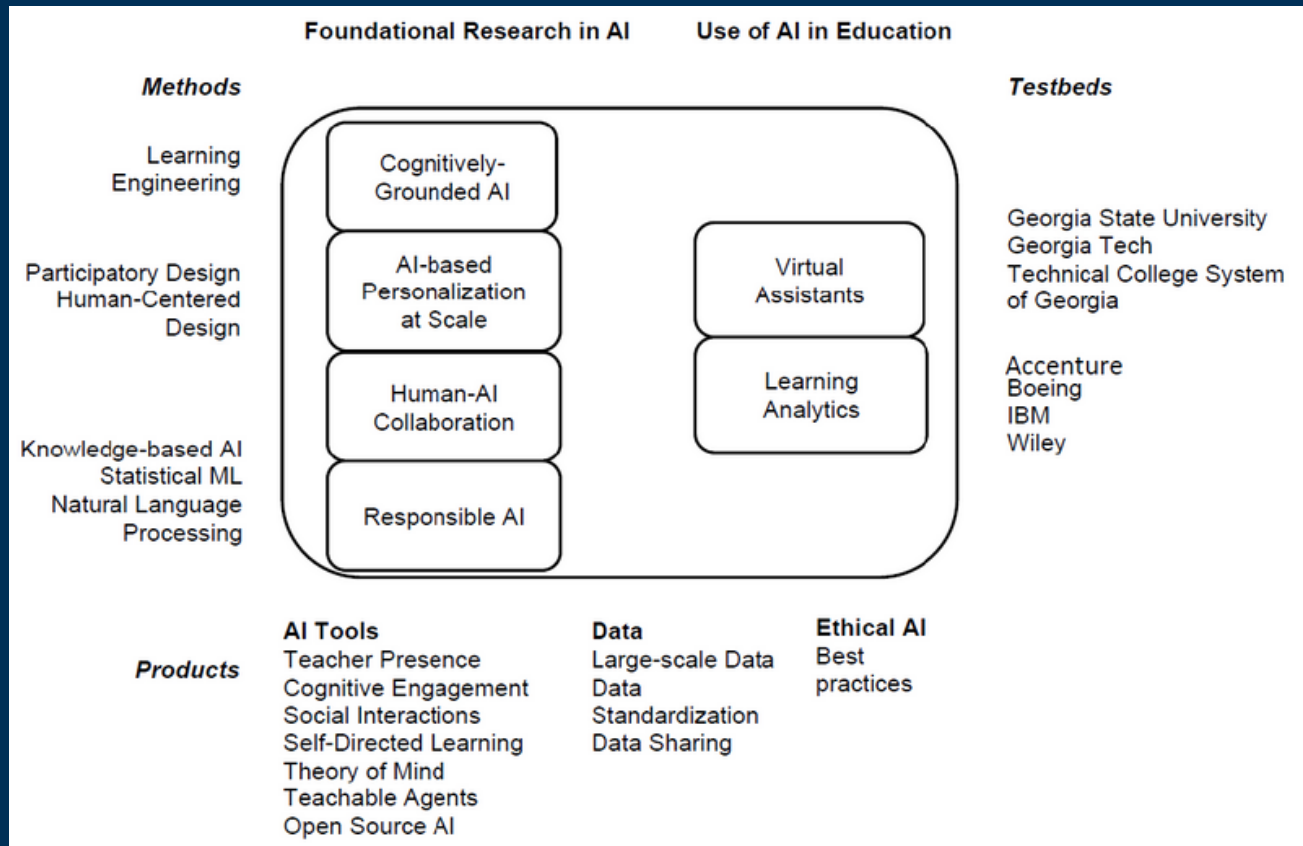 Foundational Research in AI
Use of AI in Education
Methods
Testbeds
Learning
Engineering
Participatory Design
Human-Centered
Design
Knowledge-based AI
Statistical ML
Natural Language
Processing
Cognitively-
Grounded AI
AI-based
Personalization
at Scale
Human-AI
Collaboration
Responsible AI
Virtual
Assistants
Learning
Analytics
Georgia State University
Georgia Tech
Technical College System
of Georgia
Accenture
Boeing
IBM
Wiley
Products
AI Tools
Teacher Presence
Cognitive Engagement
Social Interactions
Self-Directed Learning
Theory of Mind
Teachable Agents
Open Source AI
Data
Large-scale Data
Data
Standardization
Data Sharing
Ethical AI
Best
practices